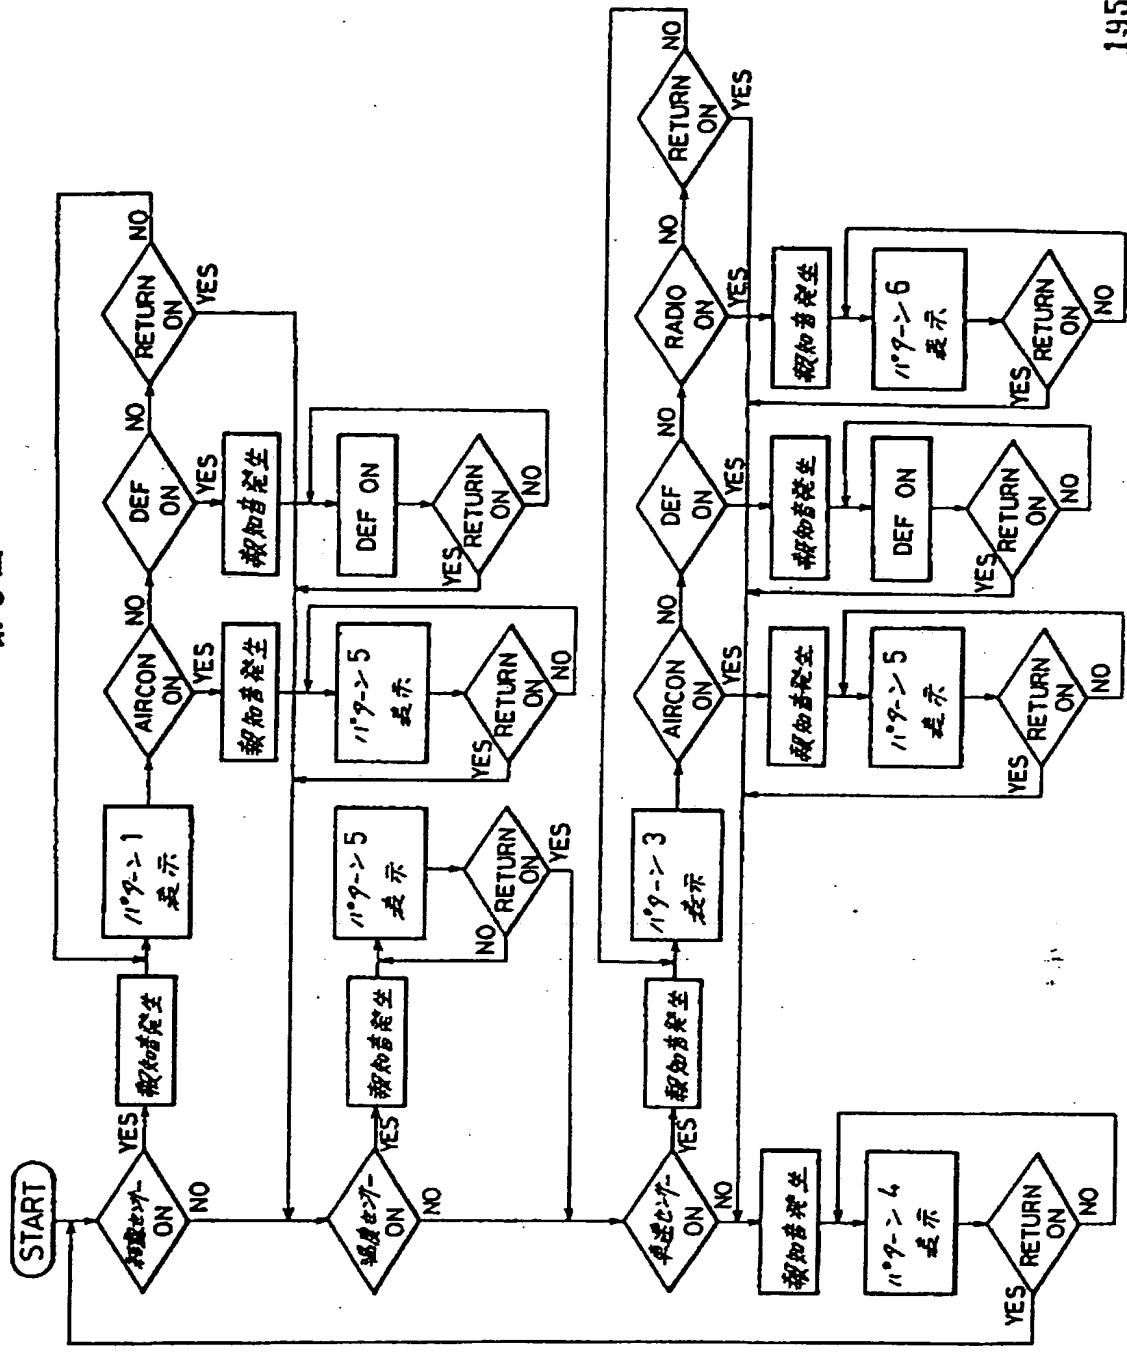 START
ON
YES
NO
報知音発生
パターン1
表示
AIRCON
ON
NO
YES
報知音発生
パターン5
表示
RETURN
ON
YES
NO
DEF
ON
NO
YES
報知音発生
DEF ON
RETURN
ON
YES
NO
RETURN
ON
NO
YES
温度センサー
ON
YES
NO
報知音発生
パターン5
表示
RETURN
ON
NO
YES
車速センサー
ON
YES
NO
報知音発生
パターン3
表示
AIRCON
ON
NO
YES
報知音発生
パターン5
表示
RETURN
ON
YES
NO
DEF
ON
NO
YES
報知音発生
DEF ON
RETURN
ON
YES
NO
RADIO
ON
NO
YES
報知音発生
パターン6
表示
RETURN
ON
YES
NO
RETURN
ON
NO
YES
報知音発生
パターン4
表示
RETURN
ON
YES
NO
195